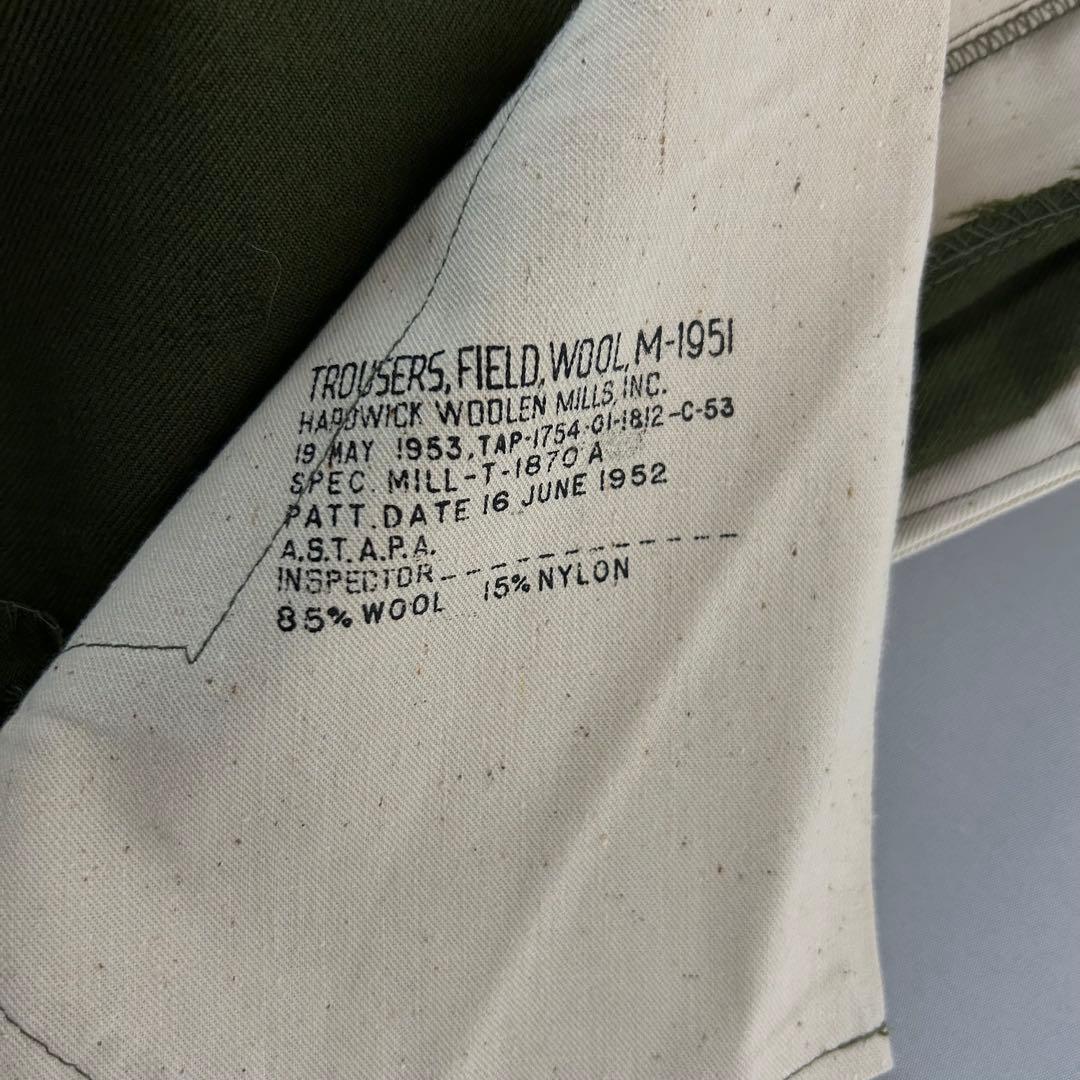 TROUSERS, FIELD, WOOL, M-1951
HARDWICK WOOLEN MILLS, INC.
19 MAY 1953, TAP-1754-01-1812-C-53
SPEC. MILL-T-1870 A
PATT. DATE 16 JUNE 1952
A.S.T.A.P.A.
INSPECTOR----------
85% WOOL 15% NYLON